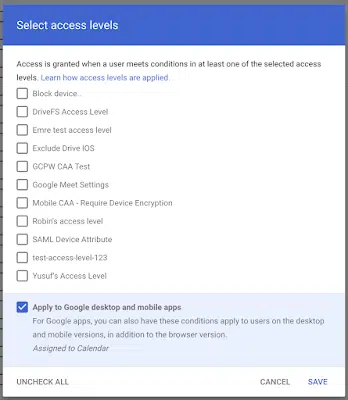 Select access levels
Access is granted when a user meets conditions in at least one of the selected access
levels. Learn how access levels are applied.
Block device..
DriveFS Access Level
Emre test access level
Exclude Drive IOS
GCPW CAA Test
Google Meet Settings
Mobile CAA - Require Device Encryption
Robin's access level
SAML Device Attribute
test-access-level-123
Yusuf's Access Level
Apply to Google desktop and mobile apps
For Google apps, you can also have these conditions apply to users on the desktop
and mobile versions, in addition to the browser version.
Assigned to Calendar
UNCHECK ALL CANCEL SAVE